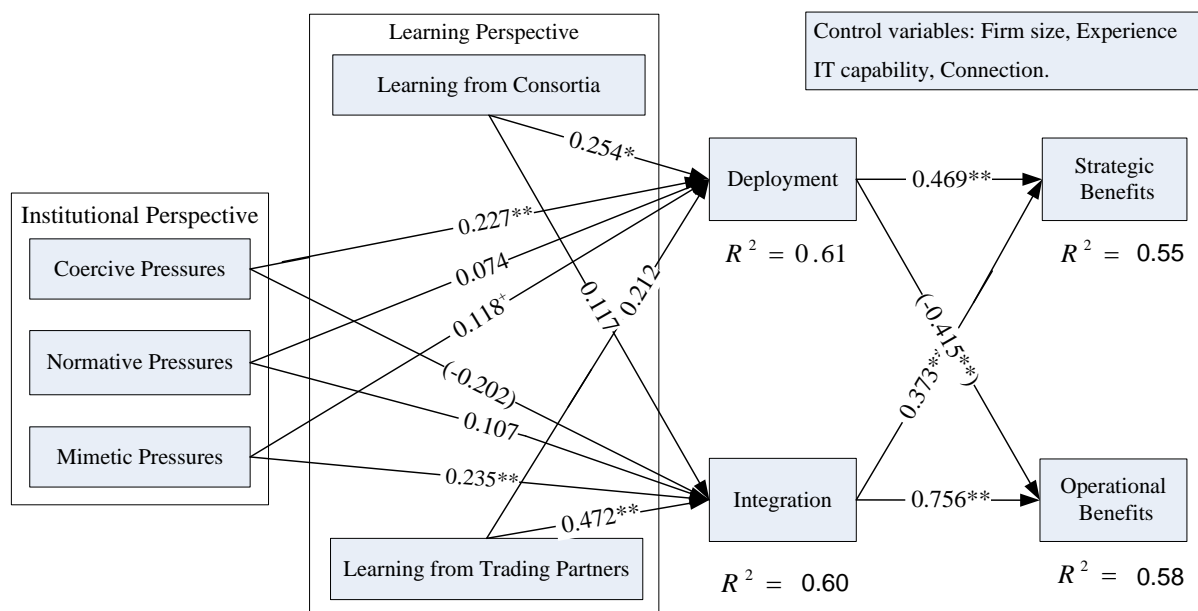 Learning Perspective
Control variables: Firm size, Experience
IT capability, Connection.
Learning from Consortia
0.254*
Deployment
0.469**
Strategic
Benefits
Institutional Perspective
0.227**
R² = 0.61
R² = 0.55
Coercive Pressures
0.074
0.212
0.118⁺
0.117
(-0.415**)
0.373**
Normative Pressures
(-0.202)
0.107
Mimetic Pressures
0.235**
Integration
0.756**
Operational
Benefits
0.472**
Learning from Trading Partners
R² = 0.60
R² = 0.58